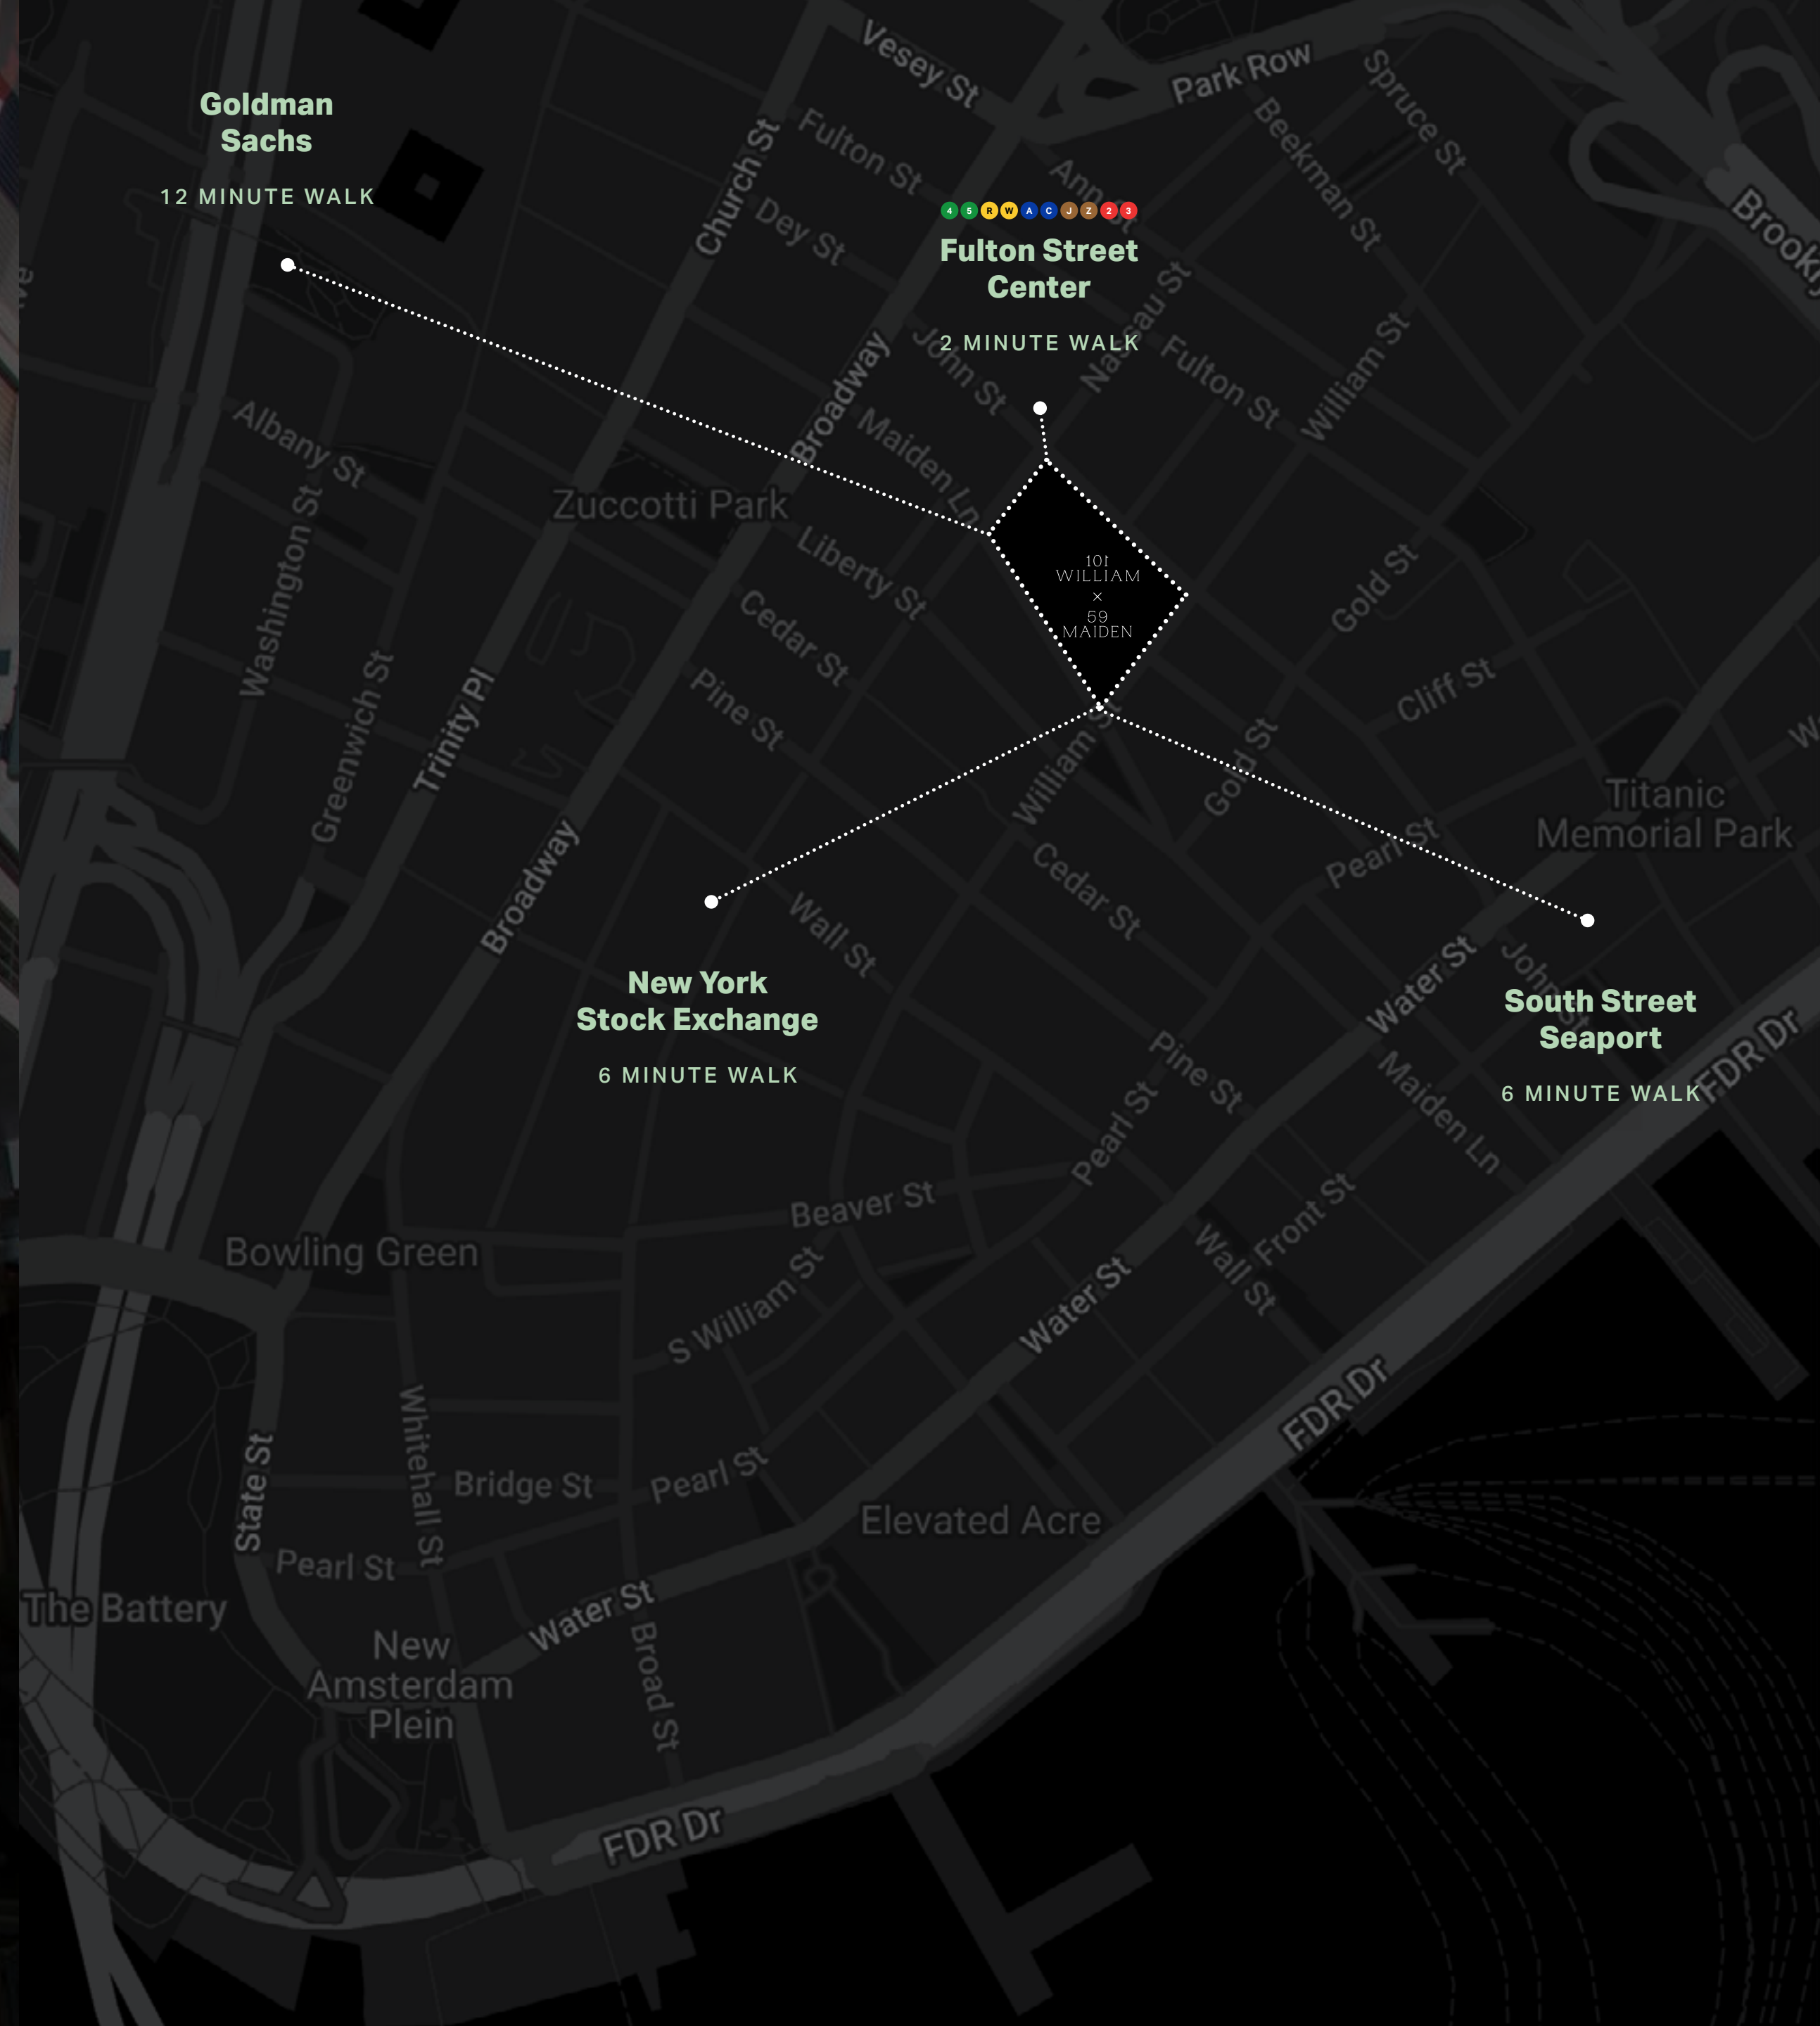 Vesey St
Park Row
Spruce St
Goldman
Sachs
12 MINUTE WALK
Church St
Fulton St
Beekman St
Ann St
Dey St
Brook
4 5 R W A C J Z 2 3
Fulton Street
Center
2 MINUTE WALK
Nassau St
John St
Fulton St
William St
Broadway
Maiden Ln
Albany St
Zuccotti Park
Washington St
Liberty St
101
WILLIAM
×
59
MAIDEN
Gold St
Cedar St
Greenwich St
Trinity Pl
Pine St
Cliff St
William St
Gold St
Titanic
Memorial Park
Pearl St
Broadway
Wall St
Cedar St
Water St
John St
New York
Stock Exchange
6 MINUTE WALK
South Street
Seaport
6 MINUTE WALK
FDR Dr
Pine St
Maiden Ln
Pearl St
Beaver St
Front St
Wall St
Bowling Green
S William St
Water St
FDR Dr
Whitehall St
State St
Bridge St
Pearl St
Elevated Acre
Pearl St
The Battery
Water St
New
Amsterdam
Plein
Broad St
FDR Dr